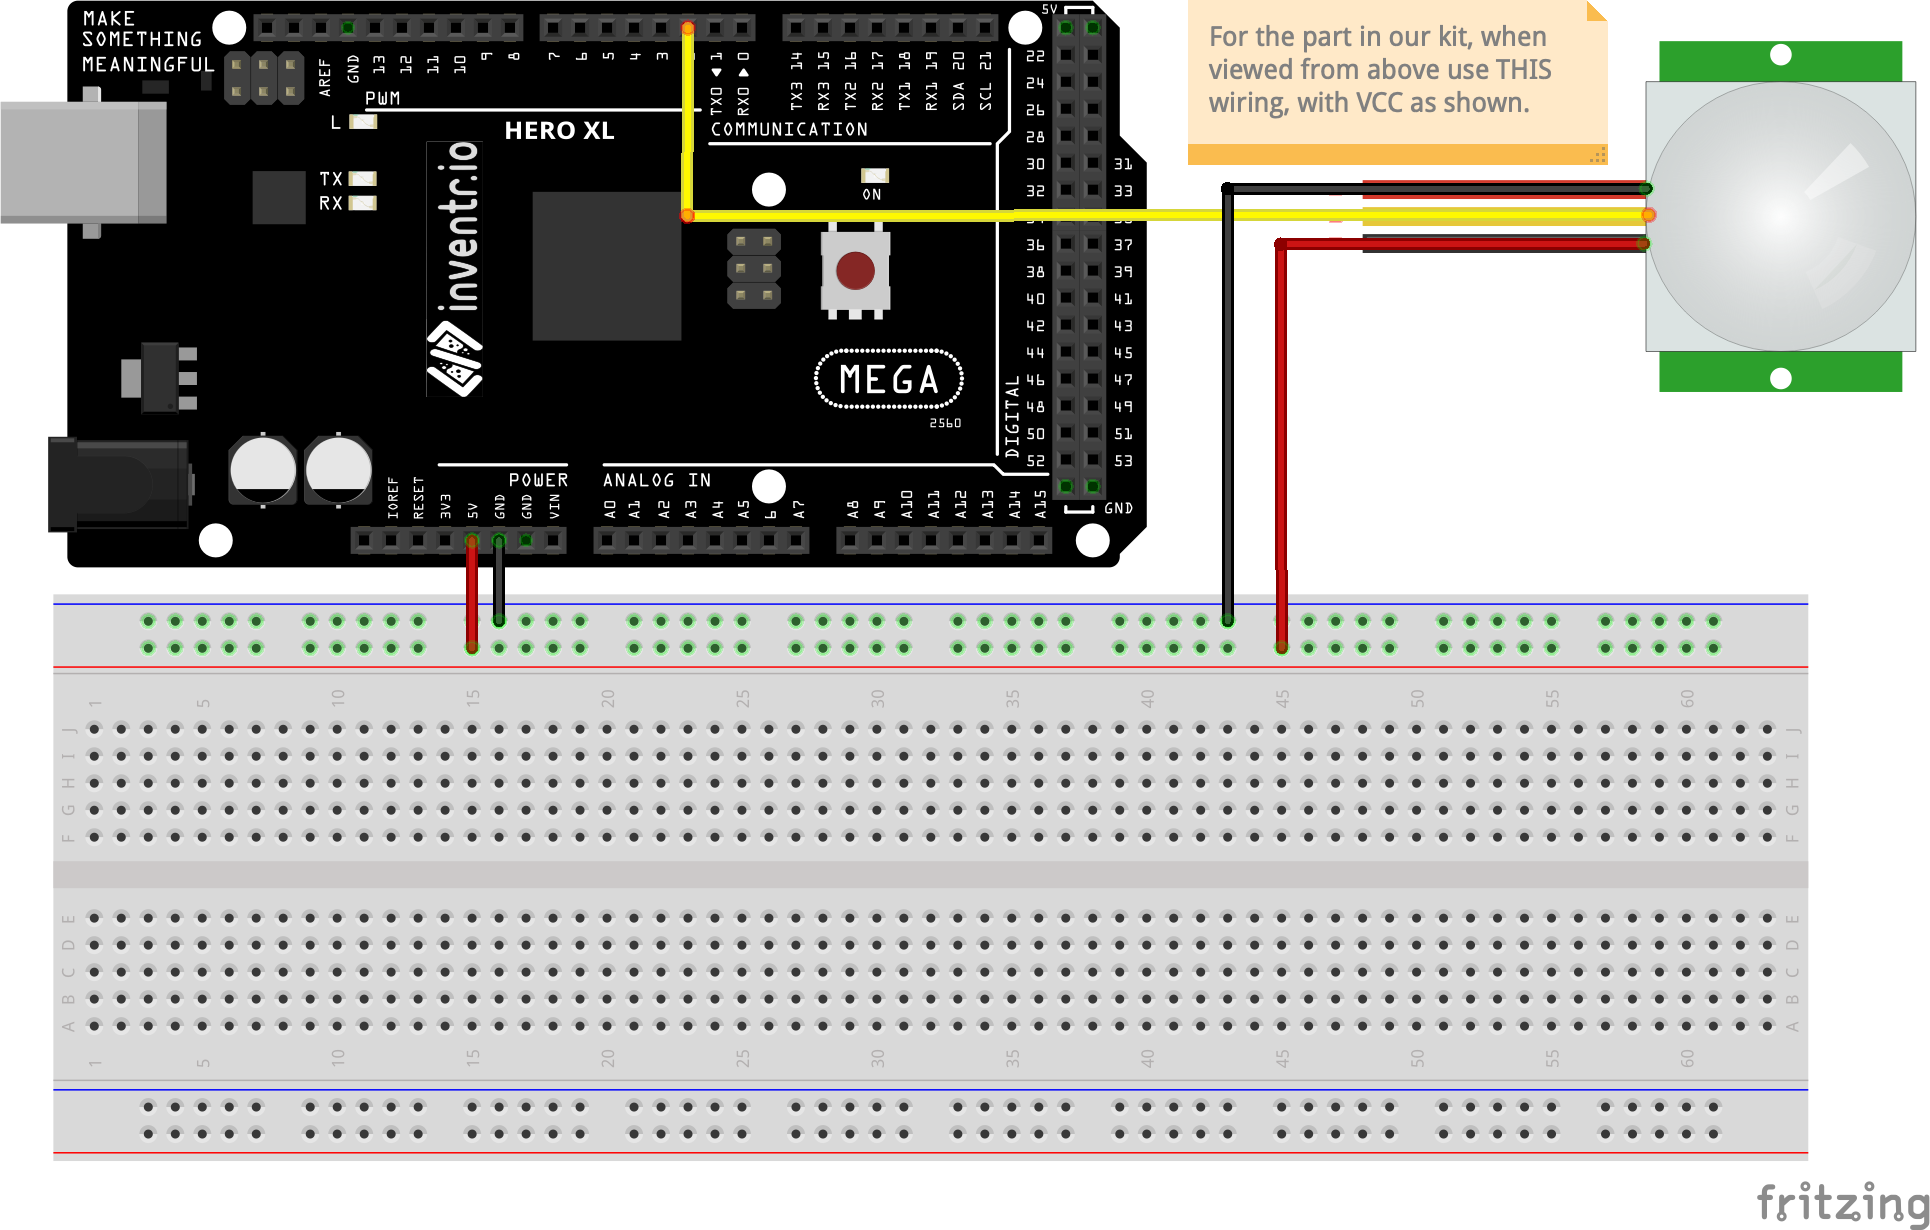 MAKE
SOMETHING
MEANINGFUL
AREF
GND
13
12
11
10
9
8
7
6
5
4
3
TX0 1
RX0 0
TX3 14
RX3 15
TX2 16
RX2 17
TX1 18
RX1 19
SDA 20
SCL 21
5V
PWM
COMMUNICATION
L
TX
RX
HERO XL
inventr.io
ON
MEGA
2560
DIGITAL
22
24
26
28
30 31
32 33
36 37
38 39
40 41
42 43
44 45
46 47
48 49
50 51
52 53
GND
POWER
ANALOG IN
IOREF
RESET
3V3
5V
GND
GND
VIN
A0
A1
A2
A3
A4
A5
6
A7
A8
A9
A10
A11
A12
A13
A14
A15
For the part in our kit, when
viewed from above use THIS
wiring, with VCC as shown.
1 5 10 15 20 25 30 35 40 45 50 55 60
J J
I I
H H
G G
F F
E E
D D
C C
B B
A A
1 5 10 15 20 25 30 35 40 45 50 55 60
fritzing